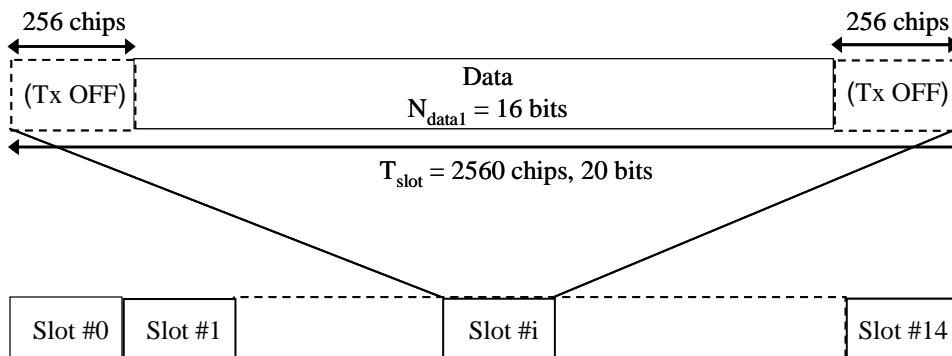 256 chips 256 chips
(Tx OFF) Data (Tx OFF)
N_data1 = 16 bits
T_slot = 2560 chips, 20 bits
Slot #0 Slot #1 Slot #i Slot #14